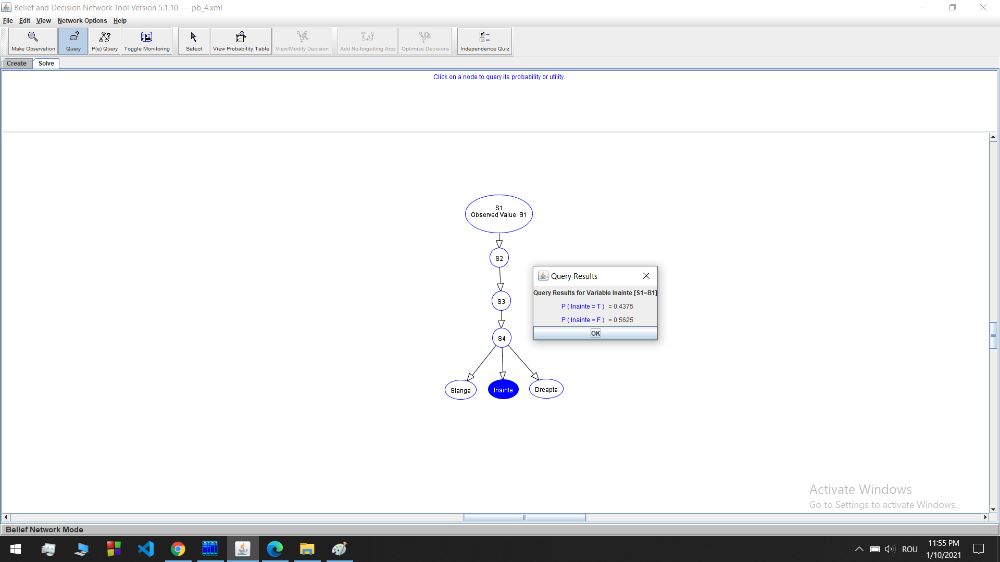 Belief and Decision Network Tool Version 5.1.10 --- pb_4.xml
File Edit View Network Options Help
Make Observation Query P(e) Query Toggle Monitoring Select View Probability Table View/Modify Decision Add No-forgetting Arcs Optimize Decisions Independence Quiz
Create Solve
Click on a node to query its probability or utility.
S1
Observed Value: B1
S2
S3
S4
Stanga Inainte Dreapta
Query Results
Query Results for Variable Inainte [S1=B1]
P ( Inainte = T ) = 0.4375
P ( Inainte = F ) = 0.5625
OK
Activate Windows
Go to Settings to activate Windows.
Belief Network Mode
ROU
11:55 PM
1/10/2021